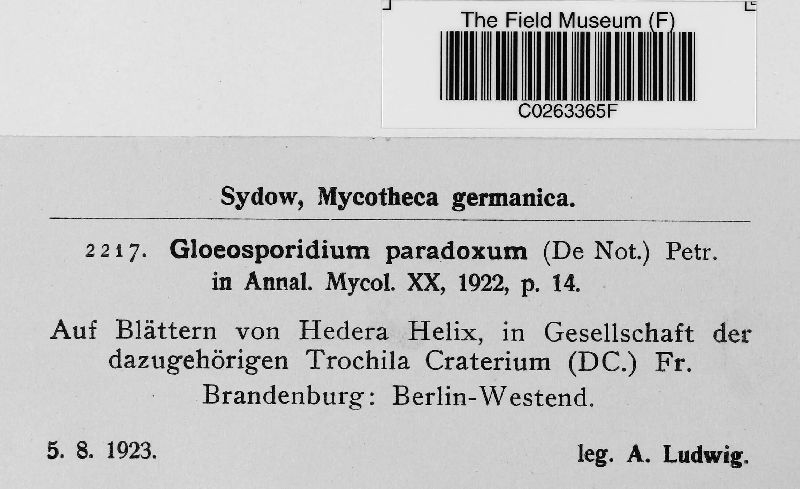 The Field Museum (F)
C0263365F
Sydow, Mycotheca germanica.
2217. Gloeosporidium paradoxum (De Not.) Petr.
in Annal. Mycol. XX, 1922, p. 14.
Auf Blättern von Hedera Helix, in Gesellschaft der
dazugehörigen Trochila Craterium (DC.) Fr.
Brandenburg: Berlin-Westend.
5. 8. 1923. leg. A. Ludwig.